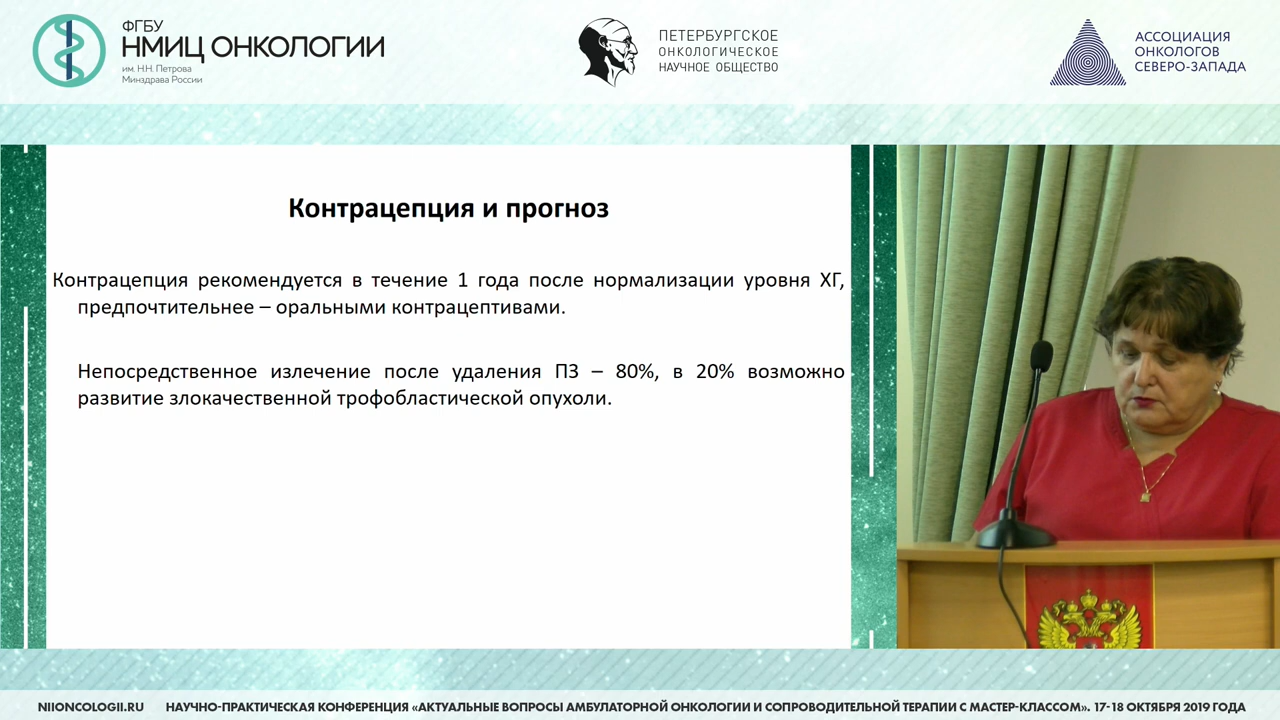 ФГБУ
НМИЦ ОНКОЛОГИИ
им. Н.Н. Петрова
Минздрава России
ПЕТЕРБУРГСКОЕ
ОНКОЛОГИЧЕСКОЕ
НАУЧНОЕ ОБЩЕСТВО
АССОЦИАЦИЯ
ОНКОЛОГОВ
СЕВЕРО-ЗАПАДА
Контрацепция и прогноз
Контрацепция рекомендуется в течение 1 года после нормализации уровня ХГ,
предпочтительнее – оральными контрацептивами.
Непосредственное излечение после удаления ПЗ – 80%, в 20% возможно
развитие злокачественной трофобластической опухоли.
NIIONCOLOGII.RU НАУЧНО-ПРАКТИЧЕСКАЯ КОНФЕРЕНЦИЯ «АКТУАЛЬНЫЕ ВОПРОСЫ АМБУЛАТОРНОЙ ОНКОЛОГИИ И СОПРОВОДИТЕЛЬНОЙ ТЕРАПИИ С МАСТЕР-КЛАССОМ». 17-18 ОКТЯБРЯ 2019 ГОДА